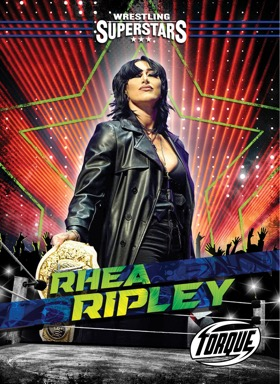 WRESTLING
SUPERSTARS
RHEA
RIPLEY
TORQUE